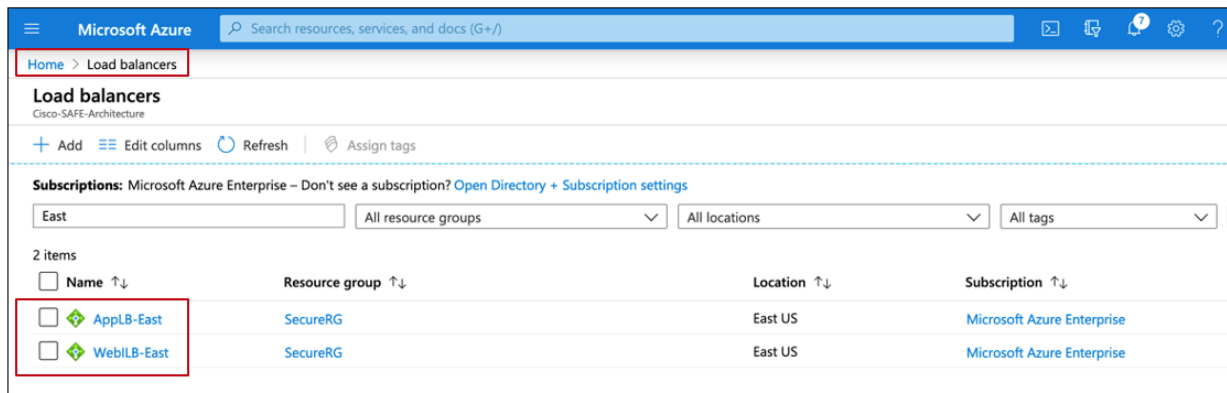 Microsoft Azure Search resources, services, and docs (G+/) 7 ?
Home > Load balancers
Load balancers
Cisco-SAFE-Architecture
+ Add Edit columns Refresh Assign tags
Subscriptions: Microsoft Azure Enterprise – Don't see a subscription? Open Directory + Subscription settings
East All resource groups All locations All tags
2 items
Name ↑↓ Resource group ↑↓ Location ↑↓ Subscription ↑↓
AppLB-East SecureRG East US Microsoft Azure Enterprise
WebILB-East SecureRG East US Microsoft Azure Enterprise